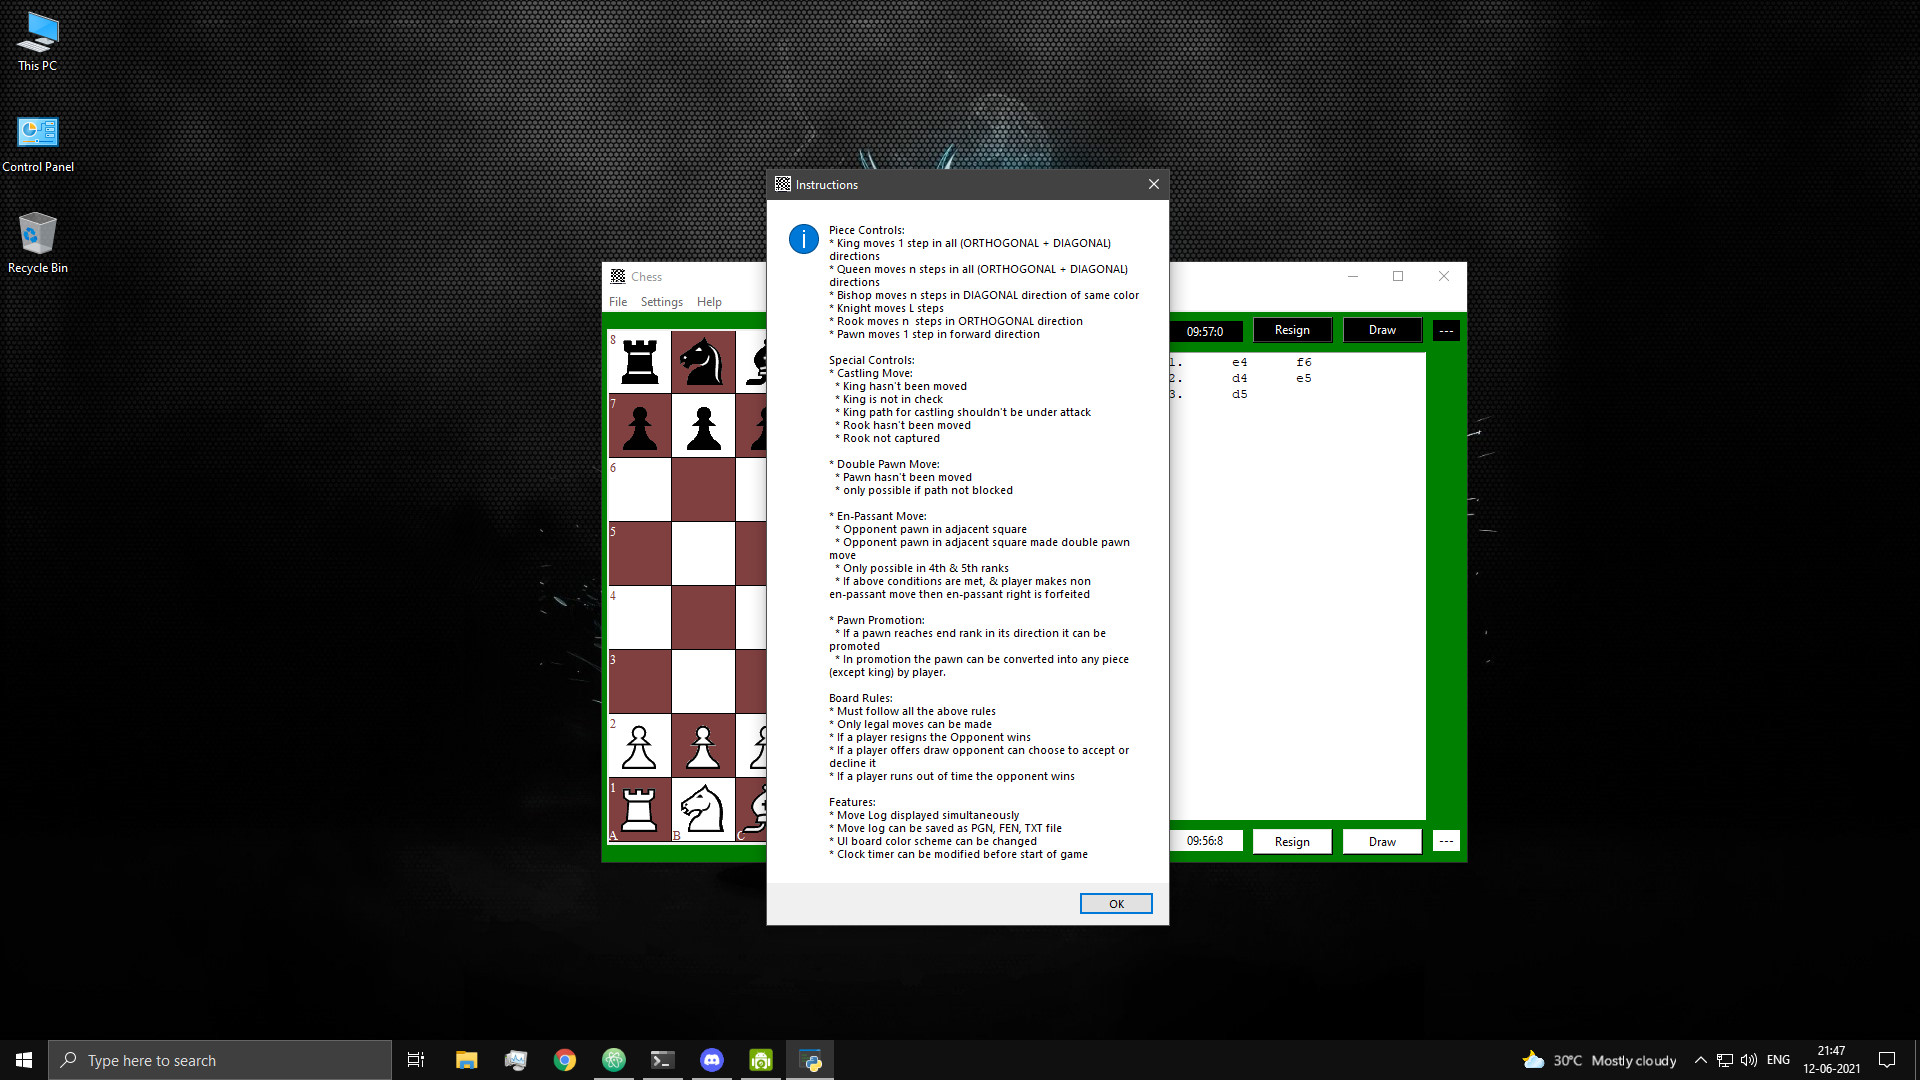 This PC
Control Panel
Recycle Bin
Instructions
Piece Controls:
* King moves 1 step in all (ORTHOGONAL + DIAGONAL)
directions
* Queen moves n steps in all (ORTHOGONAL + DIAGONAL)
directions
* Bishop moves n steps in DIAGONAL direction of same color
* Knight moves L steps
* Rook moves n  steps in ORTHOGONAL direction
* Pawn moves 1 step in forward direction
Special Controls:
* Castling Move:
* King hasn't been moved
* King is not in check
* King path for castling shouldn't be under attack
* Rook hasn't been moved
* Rook not captured
* Double Pawn Move:
* Pawn hasn't been moved
* only possible if path not blocked
* En-Passant Move:
* Opponent pawn in adjacent square
* Opponent pawn in adjacent square made double pawn
move
* Only possible in 4th & 5th ranks
* If above conditions are met, & player makes non
en-passant move then en-passant right is forfeited
* Pawn Promotion:
* If a pawn reaches end rank in its direction it can be
promoted
* In promotion the pawn can be converted into any piece
(except king) by player.
Board Rules:
* Must follow all the above rules
* Only legal moves can be made
* If a player resigns the Opponent wins
* If a player offers draw opponent can choose to accept or
decline it
* If a player runs out of time the opponent wins
Features:
* Move Log displayed simultaneously
* Move log can be saved as PGN, FEN, TXT file
* UI board color scheme can be changed
* Clock timer can be modified before start of game
OK
Chess
File Settings Help
8
7
6
5
4
3
2
1
A B C
09:57:0 Resign Draw ---
1. e4 f6
2. d4 e5
3. d5
09:56:8 Resign Draw ---
Type here to search
30°C Mostly cloudy
ENG
21:47
12-06-2021